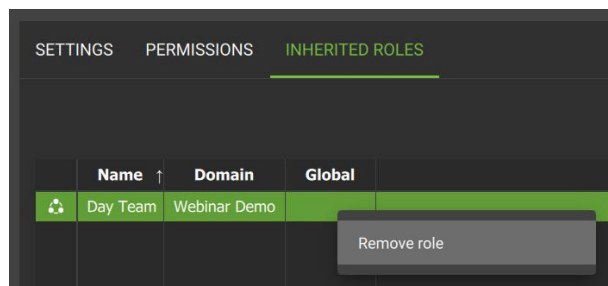 SETTINGS PERMISSIONS INHERITED ROLES
Name ↑ Domain Global
Day Team Webinar Demo
Remove role